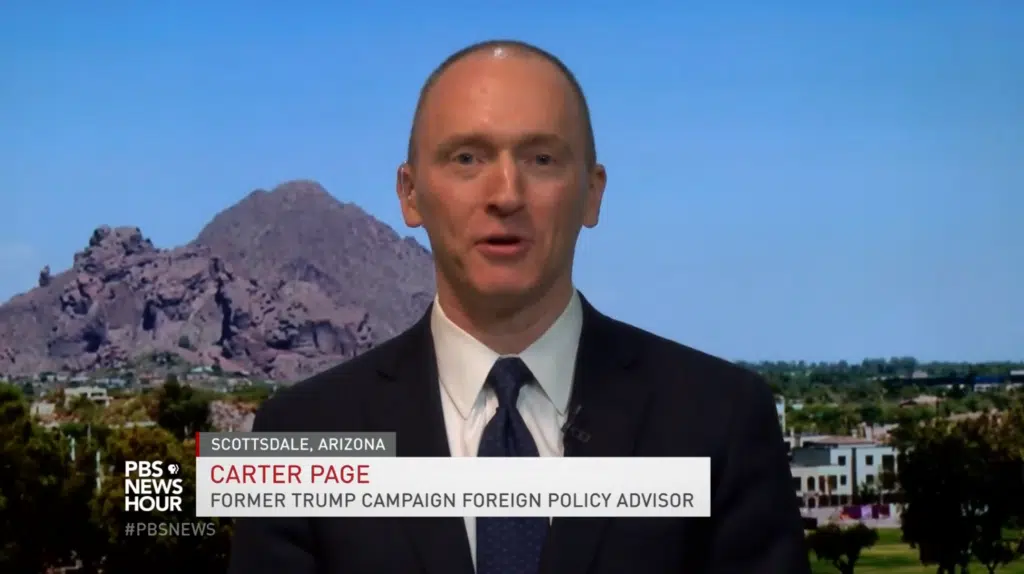 SCOTTSDALE, ARIZONA
PBS
NEWS
HOUR
CARTER PAGE
FORMER TRUMP CAMPAIGN FOREIGN POLICY ADVISOR
#PBSNEWS